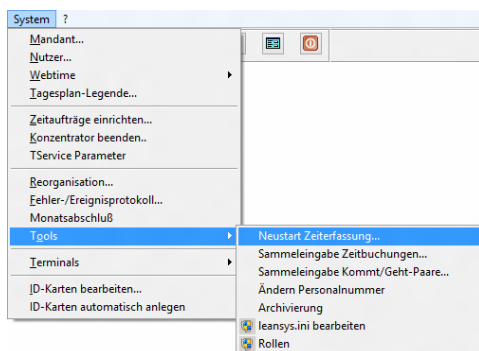 System ?
Mandant...
Nutzer...
Webtime
Tagesplan-Legende...
Zeitaufträge einrichten...
Konzentrator beenden..
TService Parameter
Reorganisation...
Fehler-/Ereignisprotokoll...
Monatsabschluß
Tools
Terminals
ID-Karten bearbeiten...
ID-Karten automatisch anlegen
Neustart Zeiterfassung...
Sammeleingabe Zeitbuchungen...
Sammeleingabe Kommt/Geht-Paare...
Ändern Personalnummer
Archivierung
leansys.ini bearbeiten
Rollen